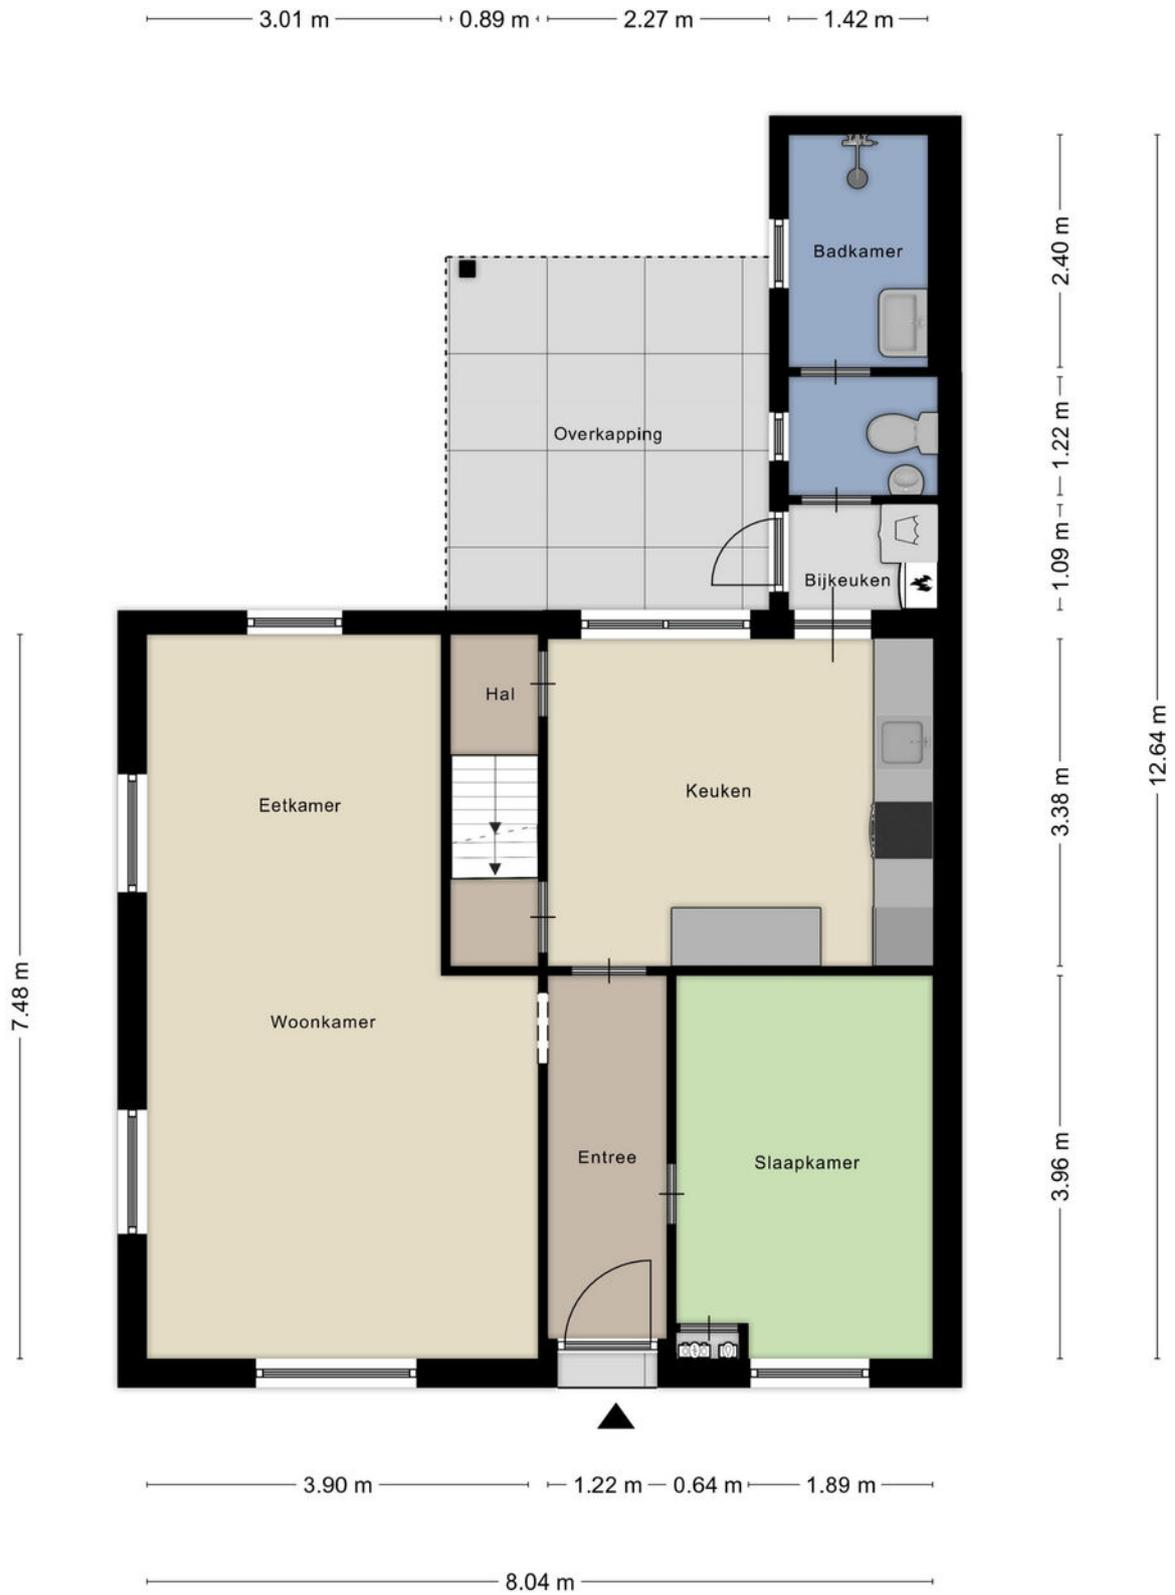 3.01 m
0.89 m
2.27 m
1.42 m
Badkamer
2.40 m
Overkapping
1.22 m
Bijkeuken
1.09 m
Hal
12.64 m
Eetkamer
Keuken
3.38 m
7.48 m
Woonkamer
Entree
Slaapkamer
3.96 m
3.90 m
1.22 m
0.64 m
1.89 m
8.04 m